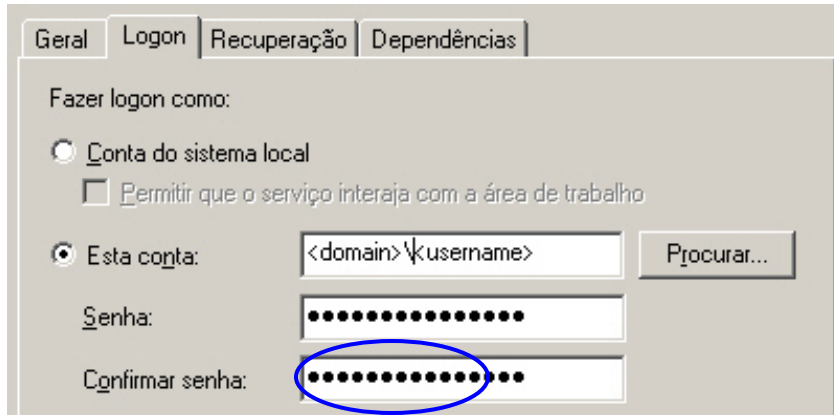 Geral Logon Recuperação Dependências
Fazer logon como:
Conta do sistema local
Permitir que o serviço interaja com a área de trabalho
Esta conta: <domain>\<username> Procurar...
Senha: ●●●●●●●●●●●●●●●
Confirmar senha: ●●●●●●●●●●●●●●●